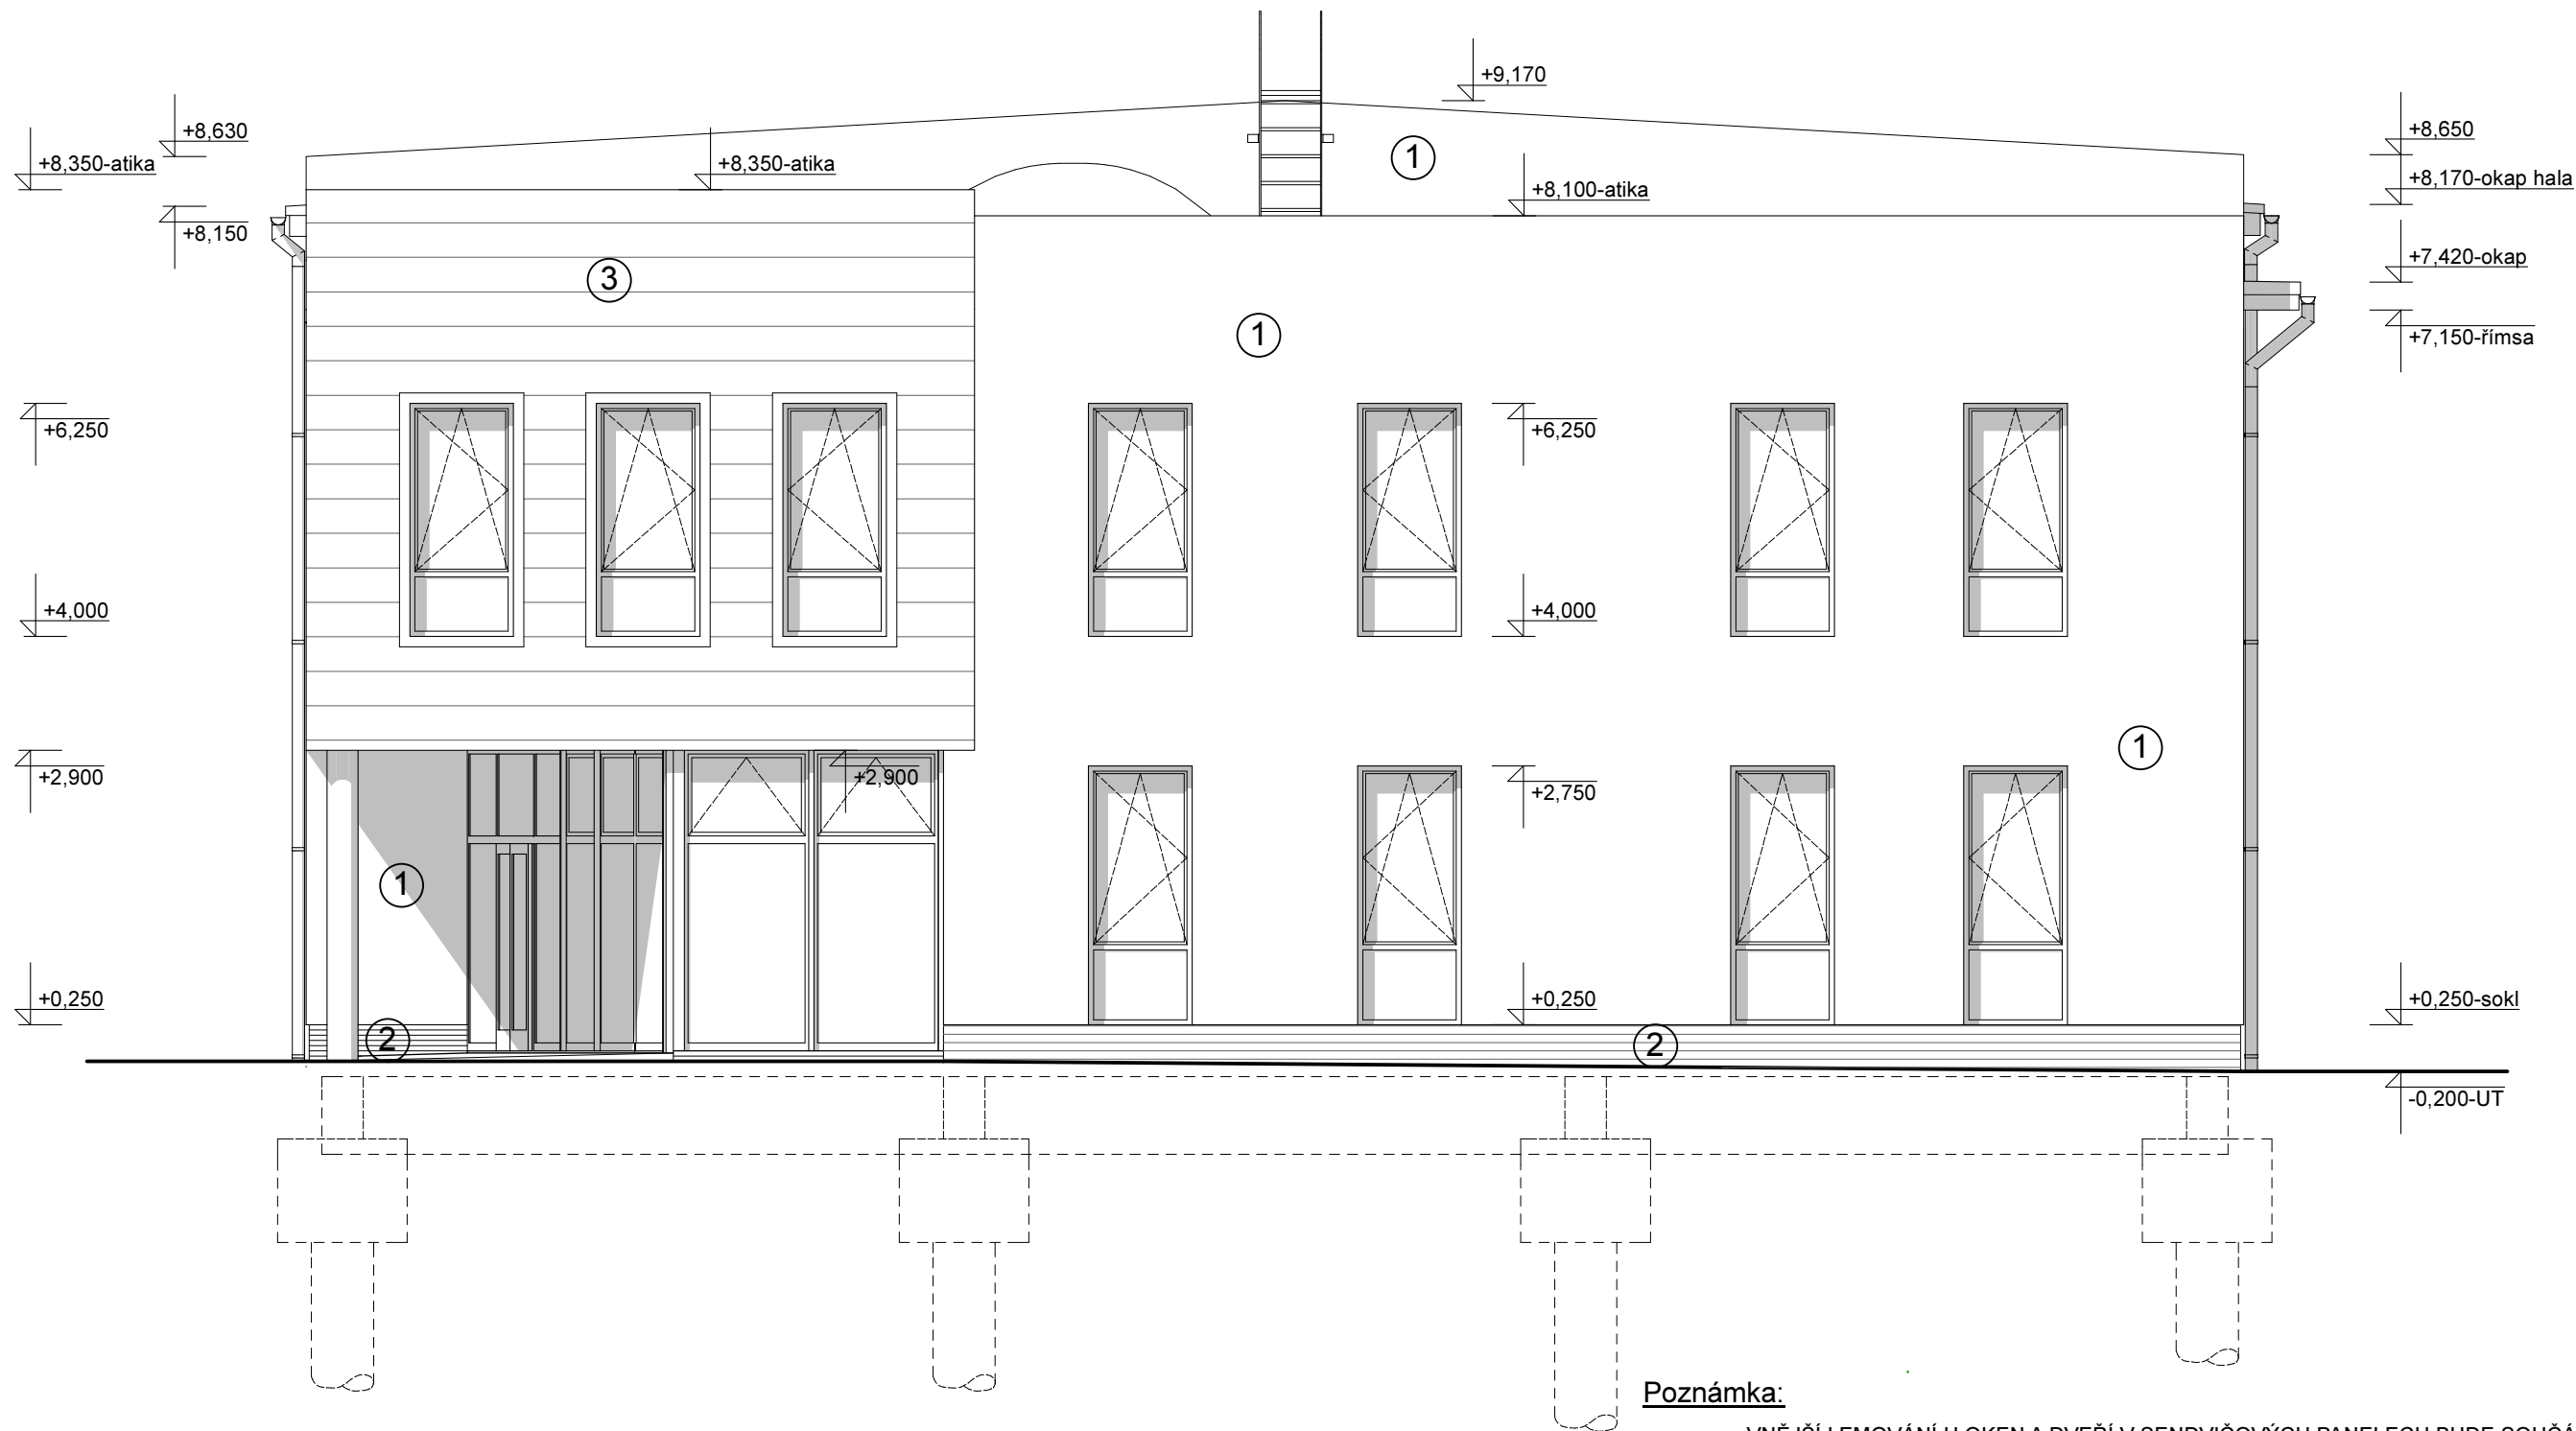 +9,170
+8,630
+8,650
+8,350-atika
+8,350-atika
+8,170-okap hala
+8,100-atika
1
+8,150
+7,420-okap
3
1
+7,150-římsa
+6,250
+6,250
+4,000
+4,000
1
+2,900
+2,900
+2,750
1
+0,250
+0,250
+0,250-sokl
2
2
-0,200-UT
Poznámka: